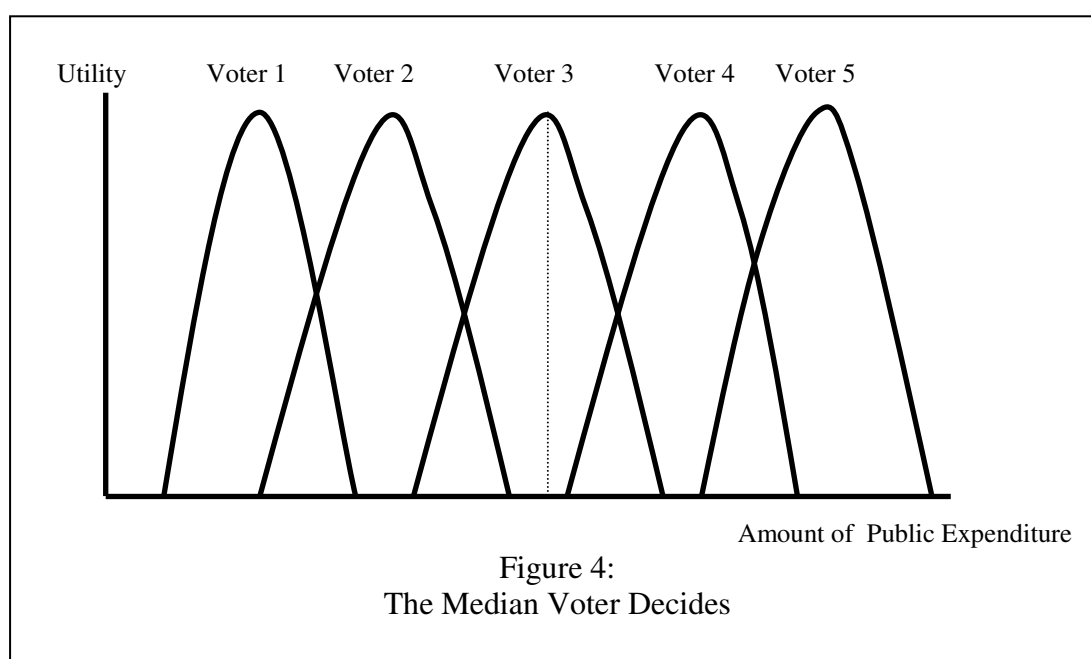 Utility Voter 1 Voter 2 Voter 3 Voter 4 Voter 5
Amount of Public Expenditure
Figure 4:
The Median Voter Decides